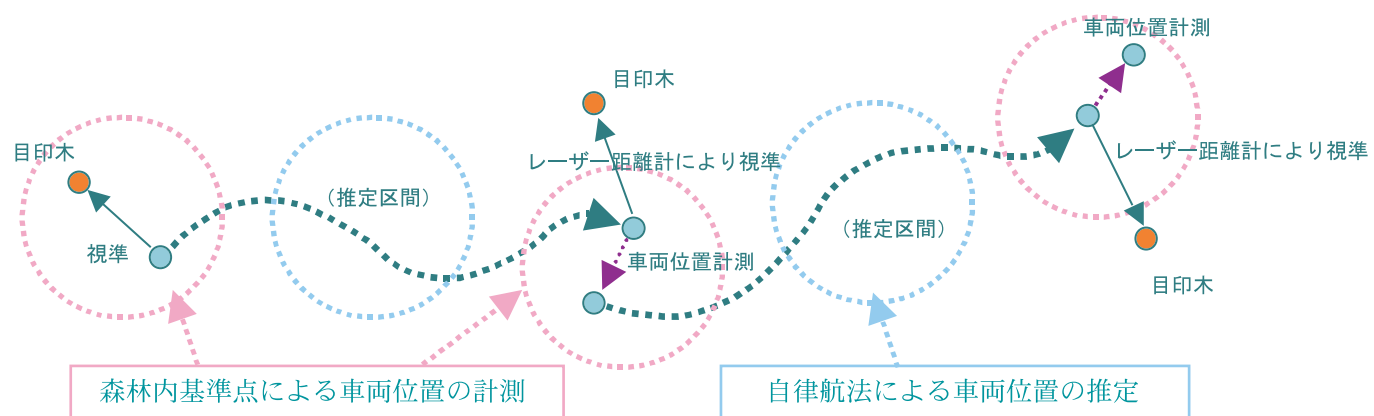 目印木
視準
(推定区間)
目印木
レーザー距離計により視準
車両位置計測
(推定区間)
車両位置計測
レーザー距離計により視準
目印木
森林内基準点による車両位置の計測
自律航法による車両位置の推定